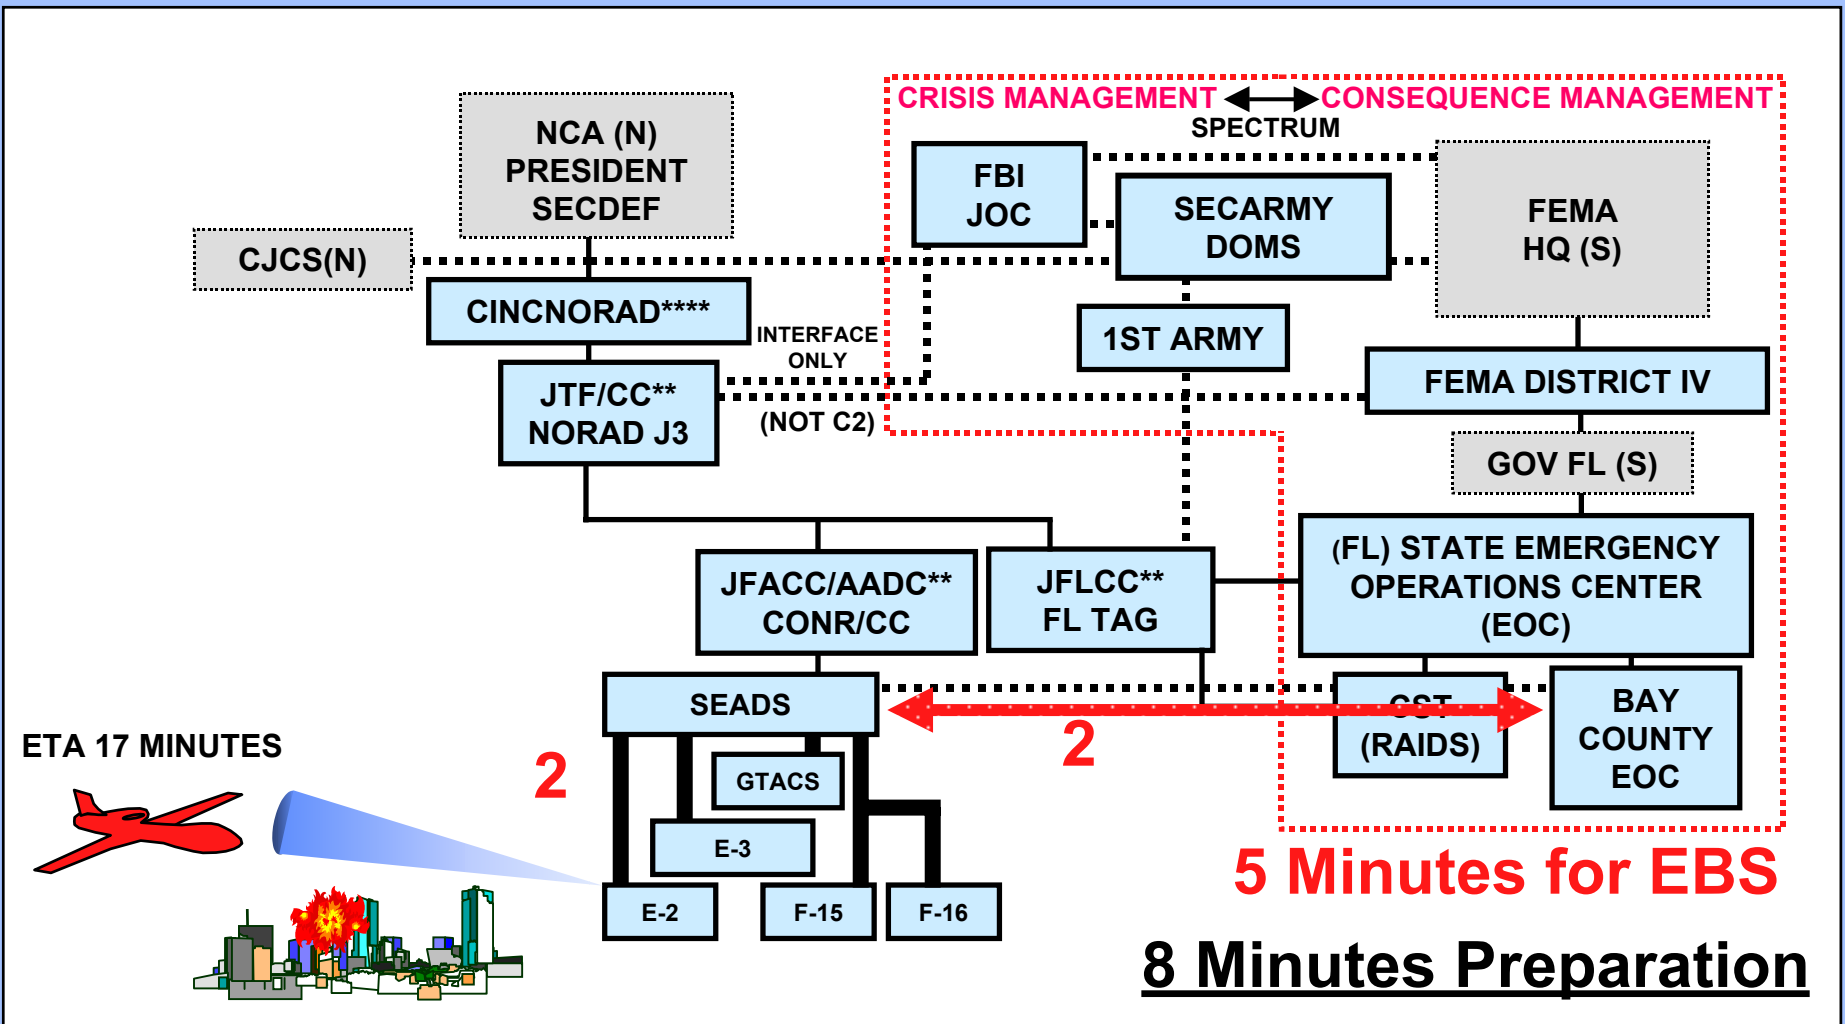 CRISIS MANAGEMENT
CONSEQUENCE MANAGEMENT
SPECTRUM
NCA (N)
PRESIDENT
SECDEF
FBI
JOC
SECARMY
DOMS
FEMA
HQ (S)
CJCS(N)
CINCNORAD****
INTERFACE
ONLY
1ST ARMY
JTF/CC**
NORAD J3
(NOT C2)
FEMA DISTRICT IV
GOV FL (S)
JFACC/AADC**
CONR/CC
JFLCC**
FL TAG
(FL) STATE EMERGENCY
OPERATIONS CENTER
(EOC)
SEADS
CST
(RAIDS)
BAY
COUNTY
EOC
ETA 17 MINUTES
2
2
GTACS
E-3
E-2
F-15
F-16
5 Minutes for EBS
8 Minutes Preparation